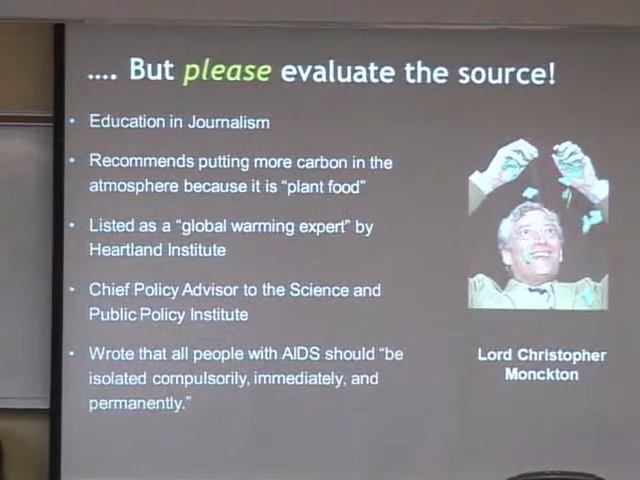 .... But please evaluate the source!
• Education in Journalism
• Recommends putting more carbon in the
atmosphere because it is “plant food”
• Listed as a “global warming expert” by
Heartland Institute
• Chief Policy Advisor to the Science and
Public Policy Institute
• Wrote that all people with AIDS should “be
isolated compulsorily, immediately, and
permanently.”
Lord Christopher
Monckton